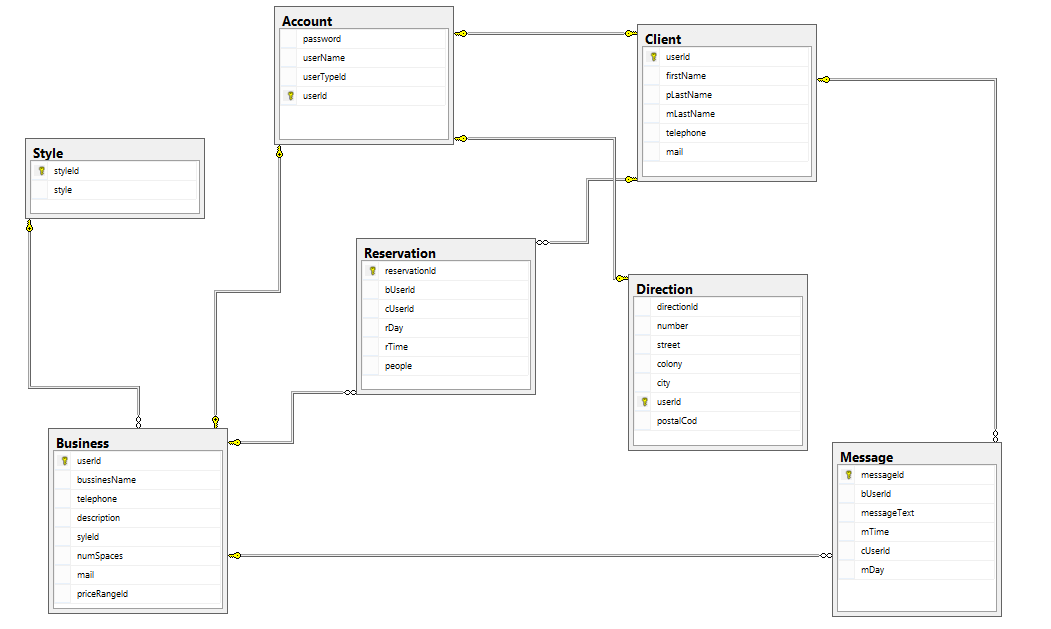 Account
password
userName
userTypeId
userId
Client
userId
firstName
pLastName
mLastName
telephone
mail
Style
styleId
style
Reservation
reservationId
bUserId
cUserId
rDay
rTime
people
Direction
directionId
number
street
colony
city
userId
postalCod
Business
userId
bussinesName
telephone
description
syleId
numSpaces
mail
priceRangeId
Message
messageId
bUserId
messageText
mTime
cUserId
mDay